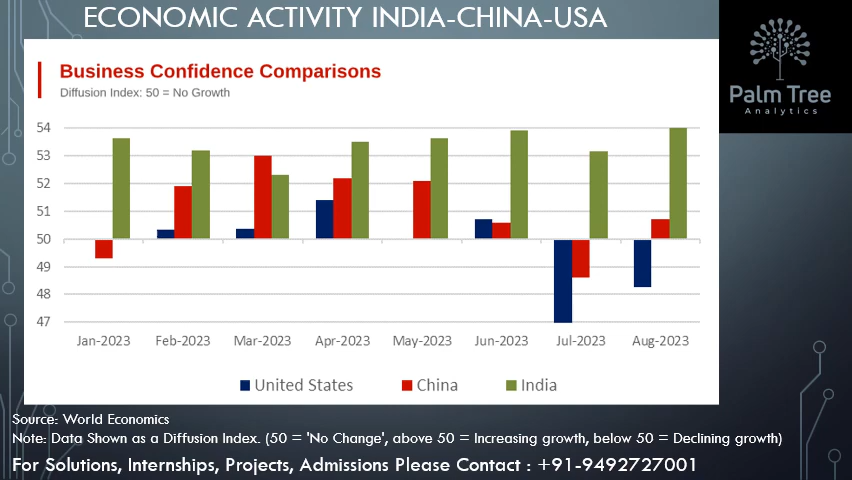 ECONOMIC ACTIVITY INDIA-CHINA-USA
Palm Tree
Analytics
Business Confidence Comparisons
Diffusion Index: 50 = No Growth
54
53
52
51
50
49
48
47
Jan-2023 Feb-2023 Mar-2023 Apr-2023 May-2023 Jun-2023 Jul-2023 Aug-2023
United States China India
Source: World Economics
Note: Data Shown as a Diffusion Index. (50 = 'No Change', above 50 = Increasing growth, below 50 = Declining growth)
For Solutions, Internships, Projects, Admissions Please Contact : +91-9492727001